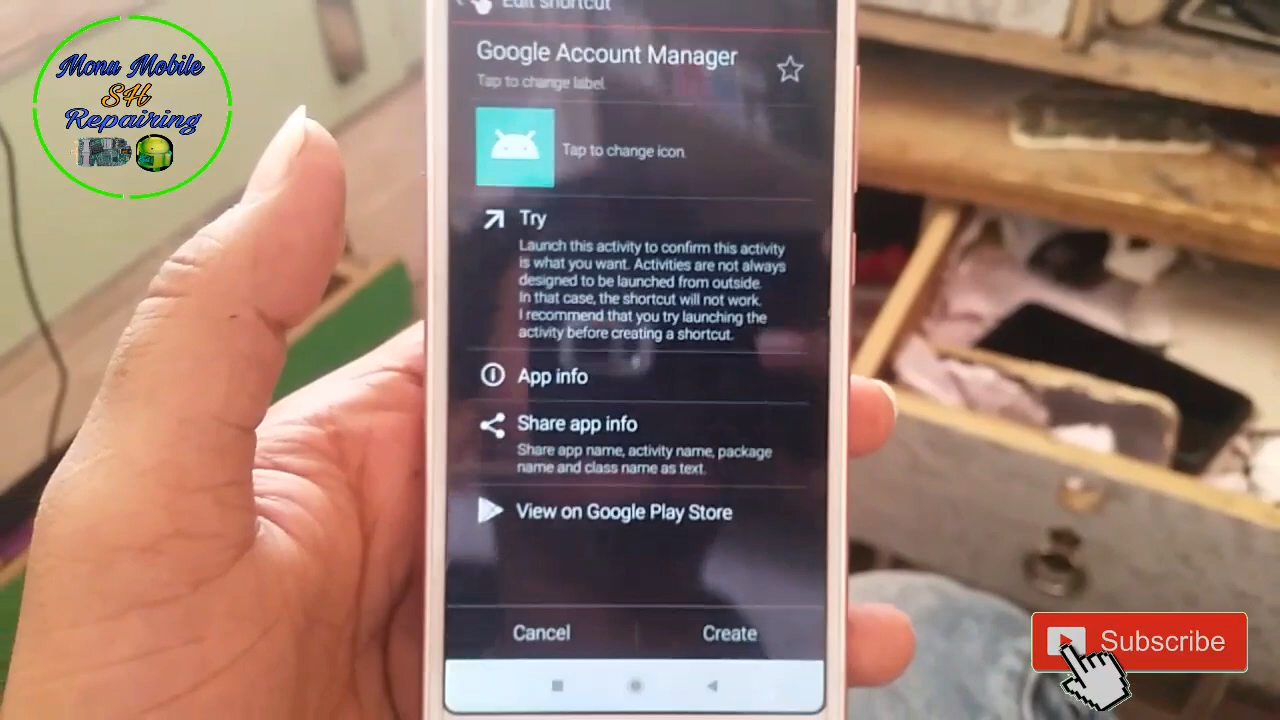 Monu Mobile
SH
Repairing
Edit shortcut
Google Account Manager
Tap to change label.
Tap to change icon.
Try
Launch this activity to confirm this activity
is what you want. Activities are not always
designed to be launched from outside.
In that case, the shortcut will not work.
I recommend that you try launching the
activity before creating a shortcut.
App info
Share app info
Share app name, activity name, package
name and class name as text.
View on Google Play Store
Cancel
Create
Subscribe